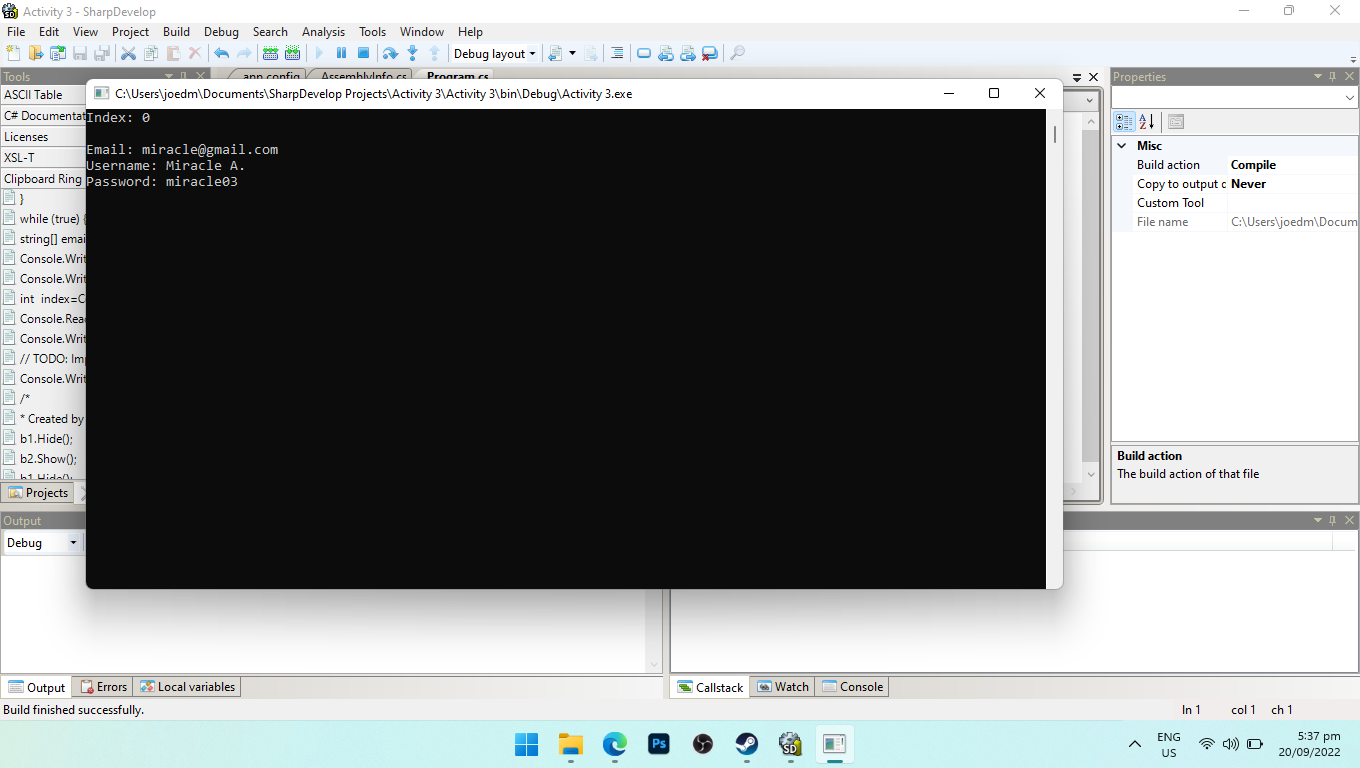 Activity 3 - SharpDevelop
File Edit View Project Build Debug Search Analysis Tools Window Help
Debug layout
Tools
app.config AssemblyInfo.cs Program.cs
Properties
ASCII Table
C# Documentat
Licenses
XSL-T
Clipboard Ring
}
while (true) {
string[] emai
Console.Writ
Console.Writ
int index=C
Console.Read
Console.Writ
// TODO: Imp
Console.Writ
/*
* Created by
b1.Hide();
b2.Show();
b1.Hide();
Projects
C:\Users\joedm\Documents\SharpDevelop Projects\Activity 3\Activity 3\bin\Debug\Activity 3.exe
Index: 0
Email: miracle@gmail.com
Username: Miracle A.
Password: miracle03
Misc
Build action Compile
Copy to output d Never
Custom Tool
File name C:\Users\joedm\Docum
Build action
The build action of that file
Output
Debug
Output Errors Local variables
Callstack Watch Console
Build finished successfully.
ln 1 col 1 ch 1
Ps
SD
ENG
US
5:37 pm
20/09/2022